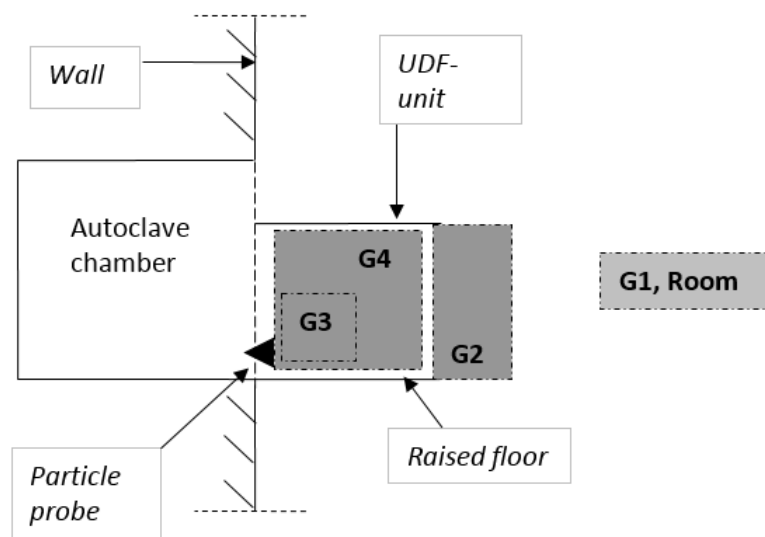 Wall
UDF-
unit
Autoclave
chamber
G4
G3
G2
G1, Room
Raised floor
Particle
probe